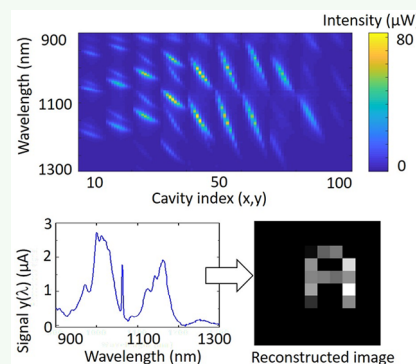 Intensity (µW)
Wavelength (nm)
900
1100
1300
80
0
10
50
100
Cavity index (x,y)
Signal y(λ) (µA)
3
2
1
0
900
1100
1300
Wavelength (nm)
Reconstructed image